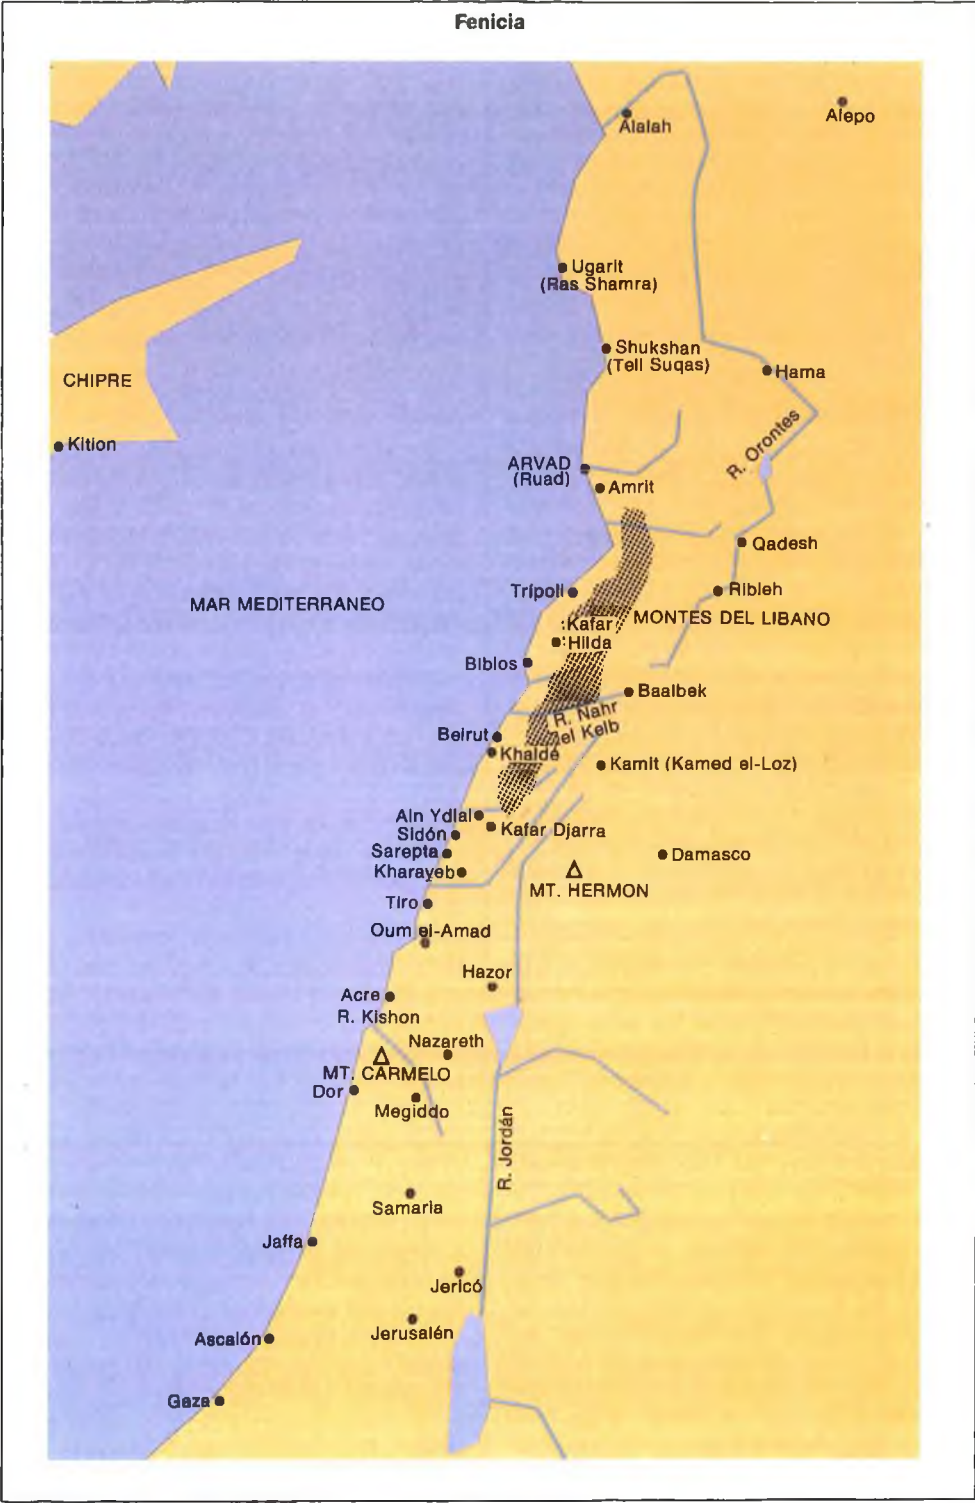 Fenicia
Alepo
Alalah
Ugarit
(Ras Shamra)
Shukshan
(Tell Suqas)
Hama
CHIPRE
Kition
R. Orontes
ARVAD
(Ruad)
Amrit
Qadesh
Trípoli
Ribleh
MAR MEDITERRANEO
MONTES DEL LIBANO
Kafar
Hilda
Biblos
Baalbek
R. Nahr
el Kelb
Beirut
Khaldé
Kamit (Kamed el-Loz)
Ain Ydlal
Kafar Djarra
Sidón
Sarepta
Damasco
Kharayeb
MT. HERMON
Tiro
Oum el-Amad
Hazor
Acre
R. Kishon
Nazareth
MT. CARMELO
Dor
Megiddo
R. Jordán
Samaria
Jaffa
Jericó
Jerusalén
Ascalón
Gaza